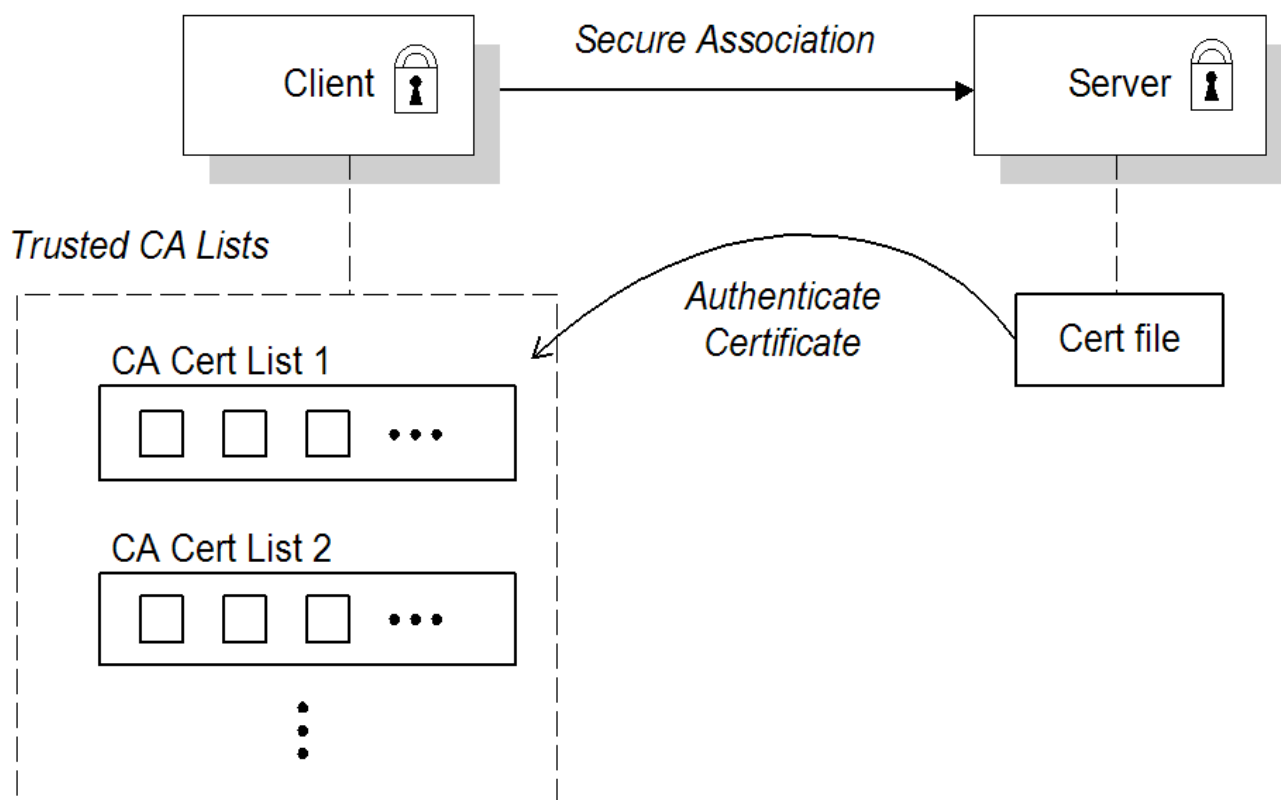 Secure Association
Client
Server
Trusted CA Lists
Authenticate
Certificate
Cert file
CA Cert List 1
CA Cert List 2